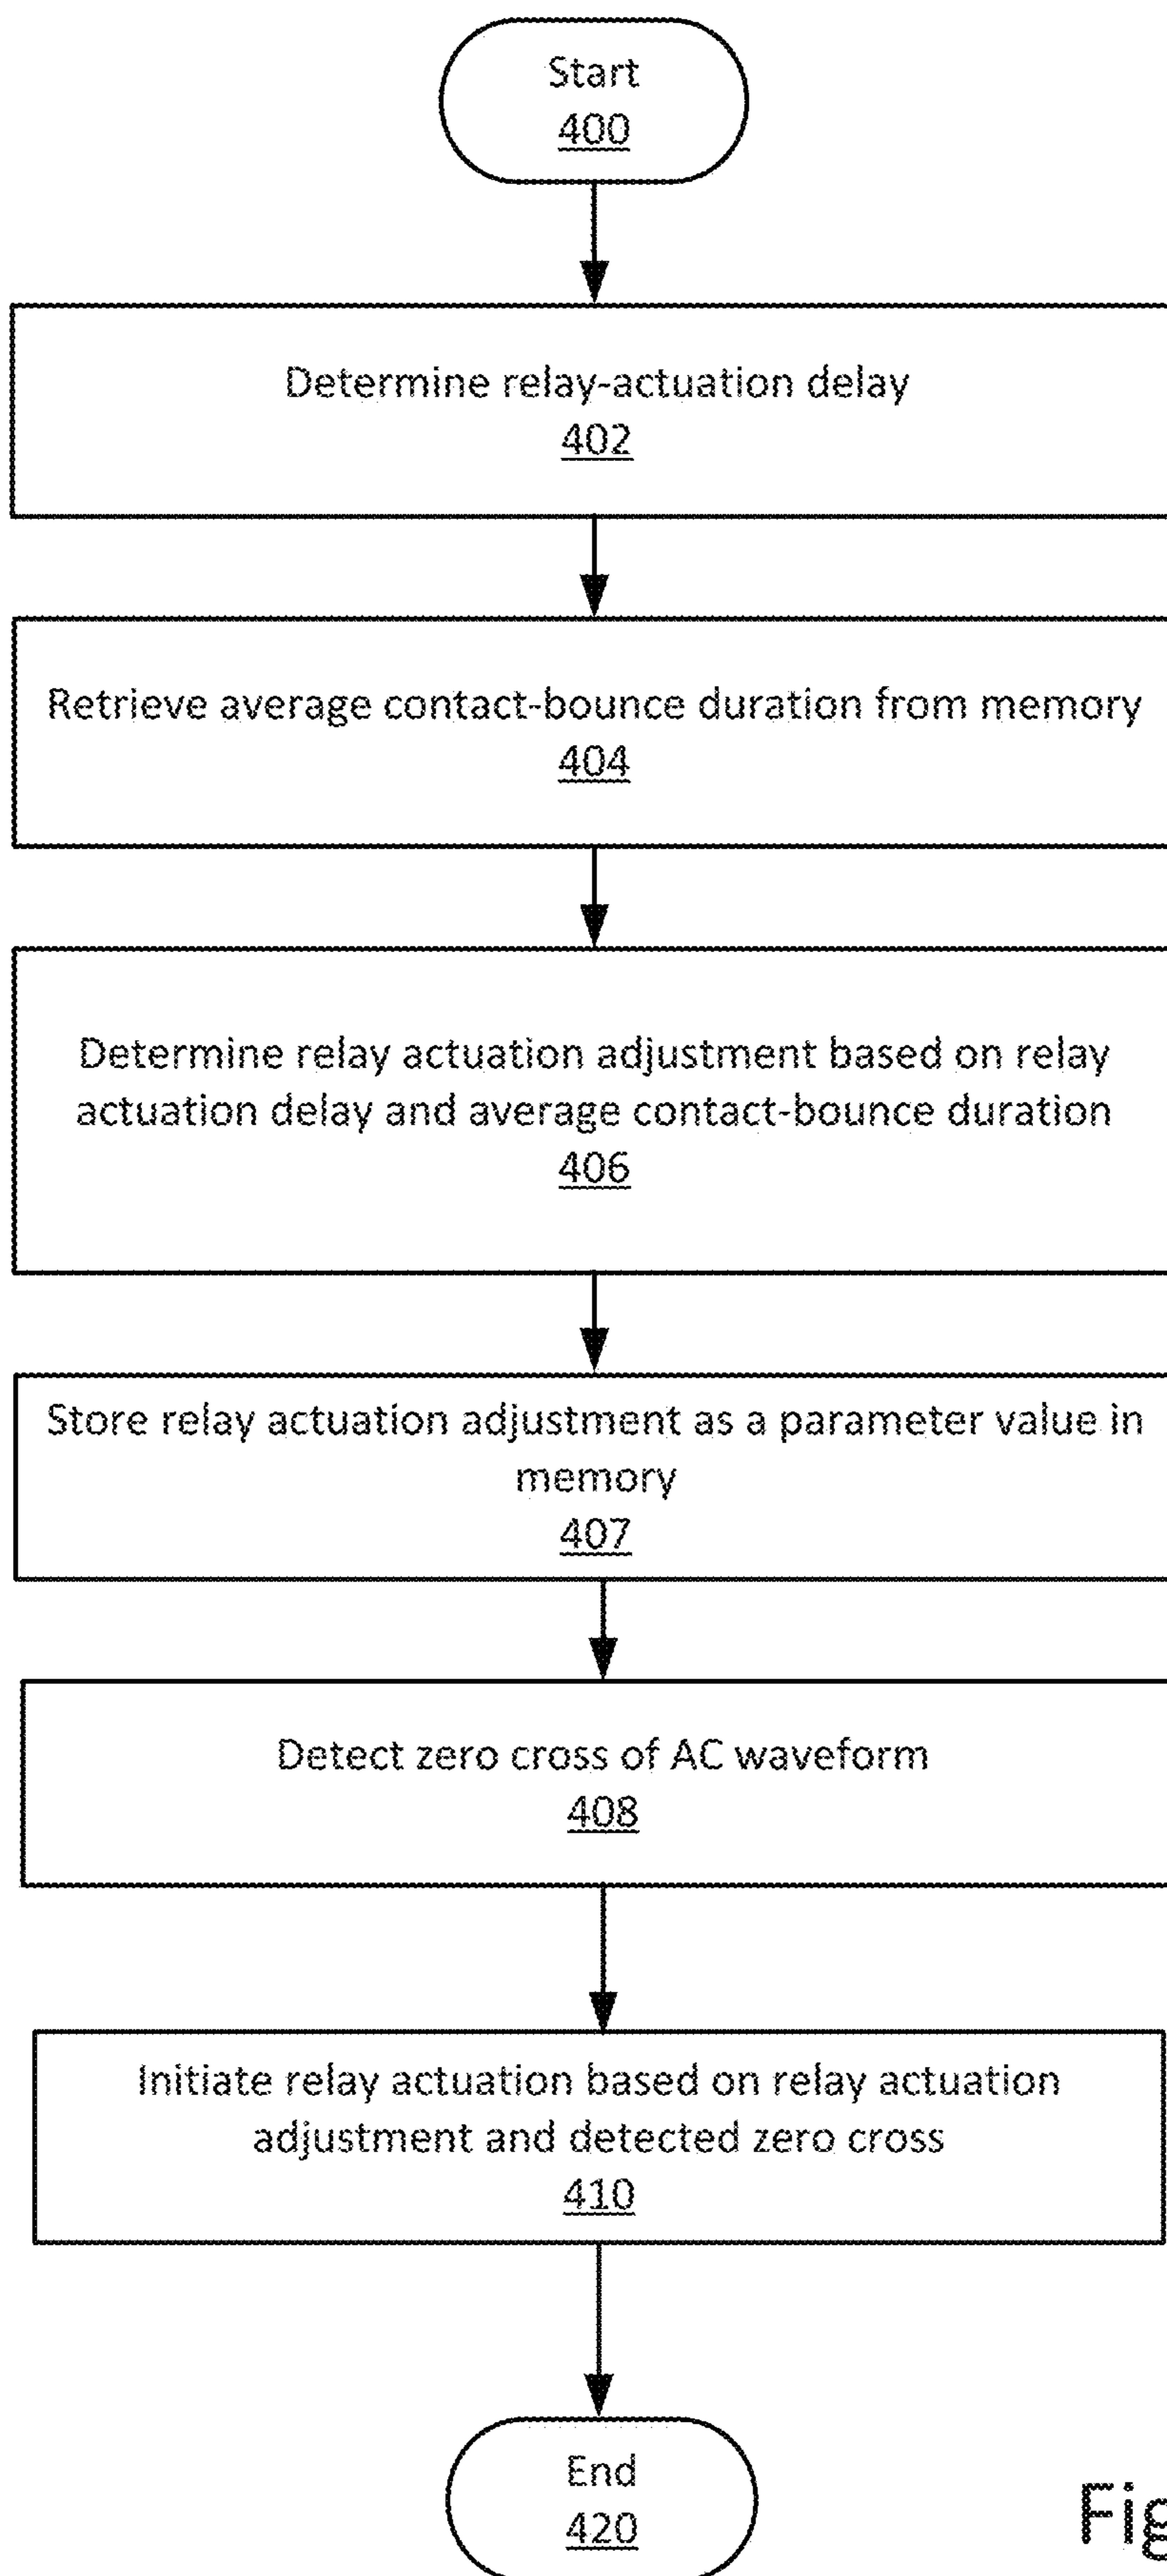 Start
400
Determine relay-actuation delay
402
Retrieve average contact-bounce duration from memory
404
Determine relay actuation adjustment based on relay
actuation delay and average contact-bounce duration
406
Store relay actuation adjustment as a parameter value in
memory
407
Detect zero cross of AC waveform
408
Initiate relay actuation based on relay actuation
adjustment and detected zero cross
410
End
420
Fig